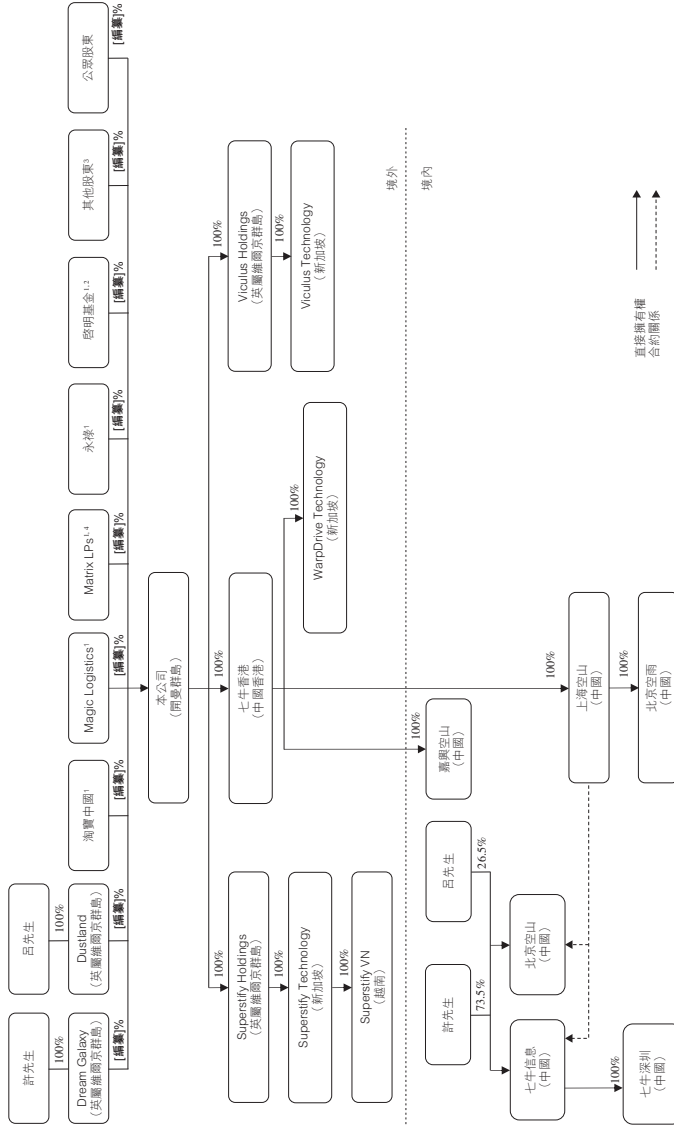 許先生
呂先生
100%
100%
Dream Galaxy
（英屬維爾京群島）
Dustland
（英屬維爾京群島）
淘寶中國¹
Magic Logistics¹
Matrix LPs¹,⁴
永祿¹
啓明基金¹,²
其他股東³
公眾股東
[編纂]%
[編纂]%
[編纂]%
[編纂]%
[編纂]%
[編纂]%
[編纂]%
[編纂]%
[編纂]%
本公司
（開曼群島）
100%
100%
100%
Superstify Holdings
（英屬維爾京群島）
七牛香港
（中國香港）
Viculus Holdings
（英屬維爾京群島）
100%
100%
Superstify Technology
（新加坡）
100%
WarpDrive Technology
（新加坡）
Viculus Technology
（新加坡）
100%
Superstify VN
（越南）
境外
境內
100%
許先生
呂先生
嘉興空山
（中國）
73.5%
26.5%
100%
七牛信息
（中國）
北京空山
（中國）
上海空山
（中國）
100%
100%
七牛深圳
（中國）
北京空雨
（中國）
直接擁有權
合約關係